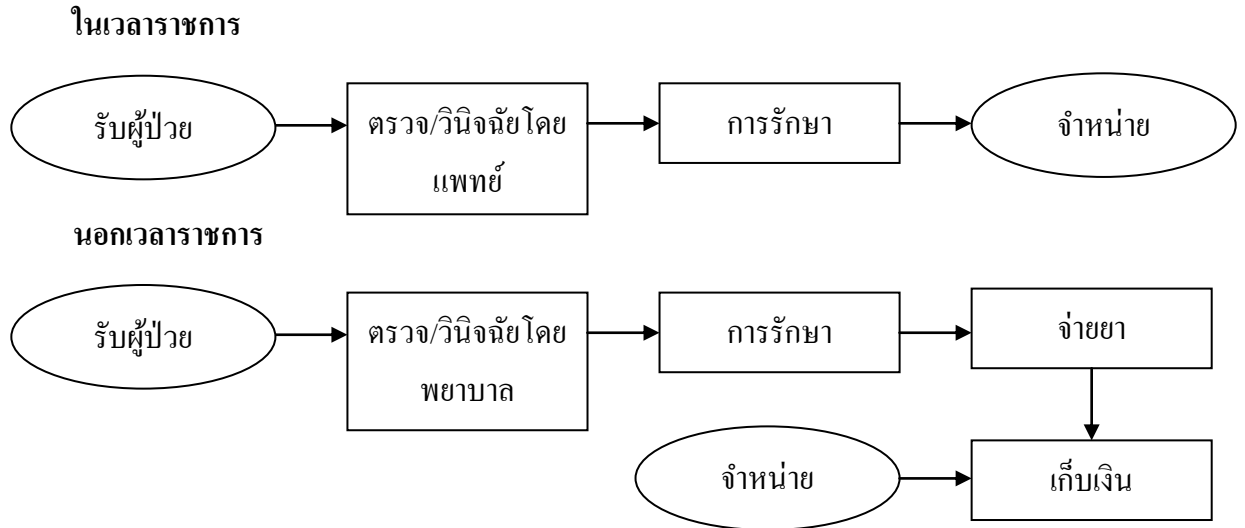 ในเวลาราชการ
รับผู้ป่วย
ตรวจ/วินิจฉัยโดย
แพทย์
การรักษา
จำหน่าย
นอกเวลาราชการ
รับผู้ป่วย
ตรวจ/วินิจฉัยโดย
พยาบาล
การรักษา
จ่ายยา
จำหน่าย
เก็บเงิน